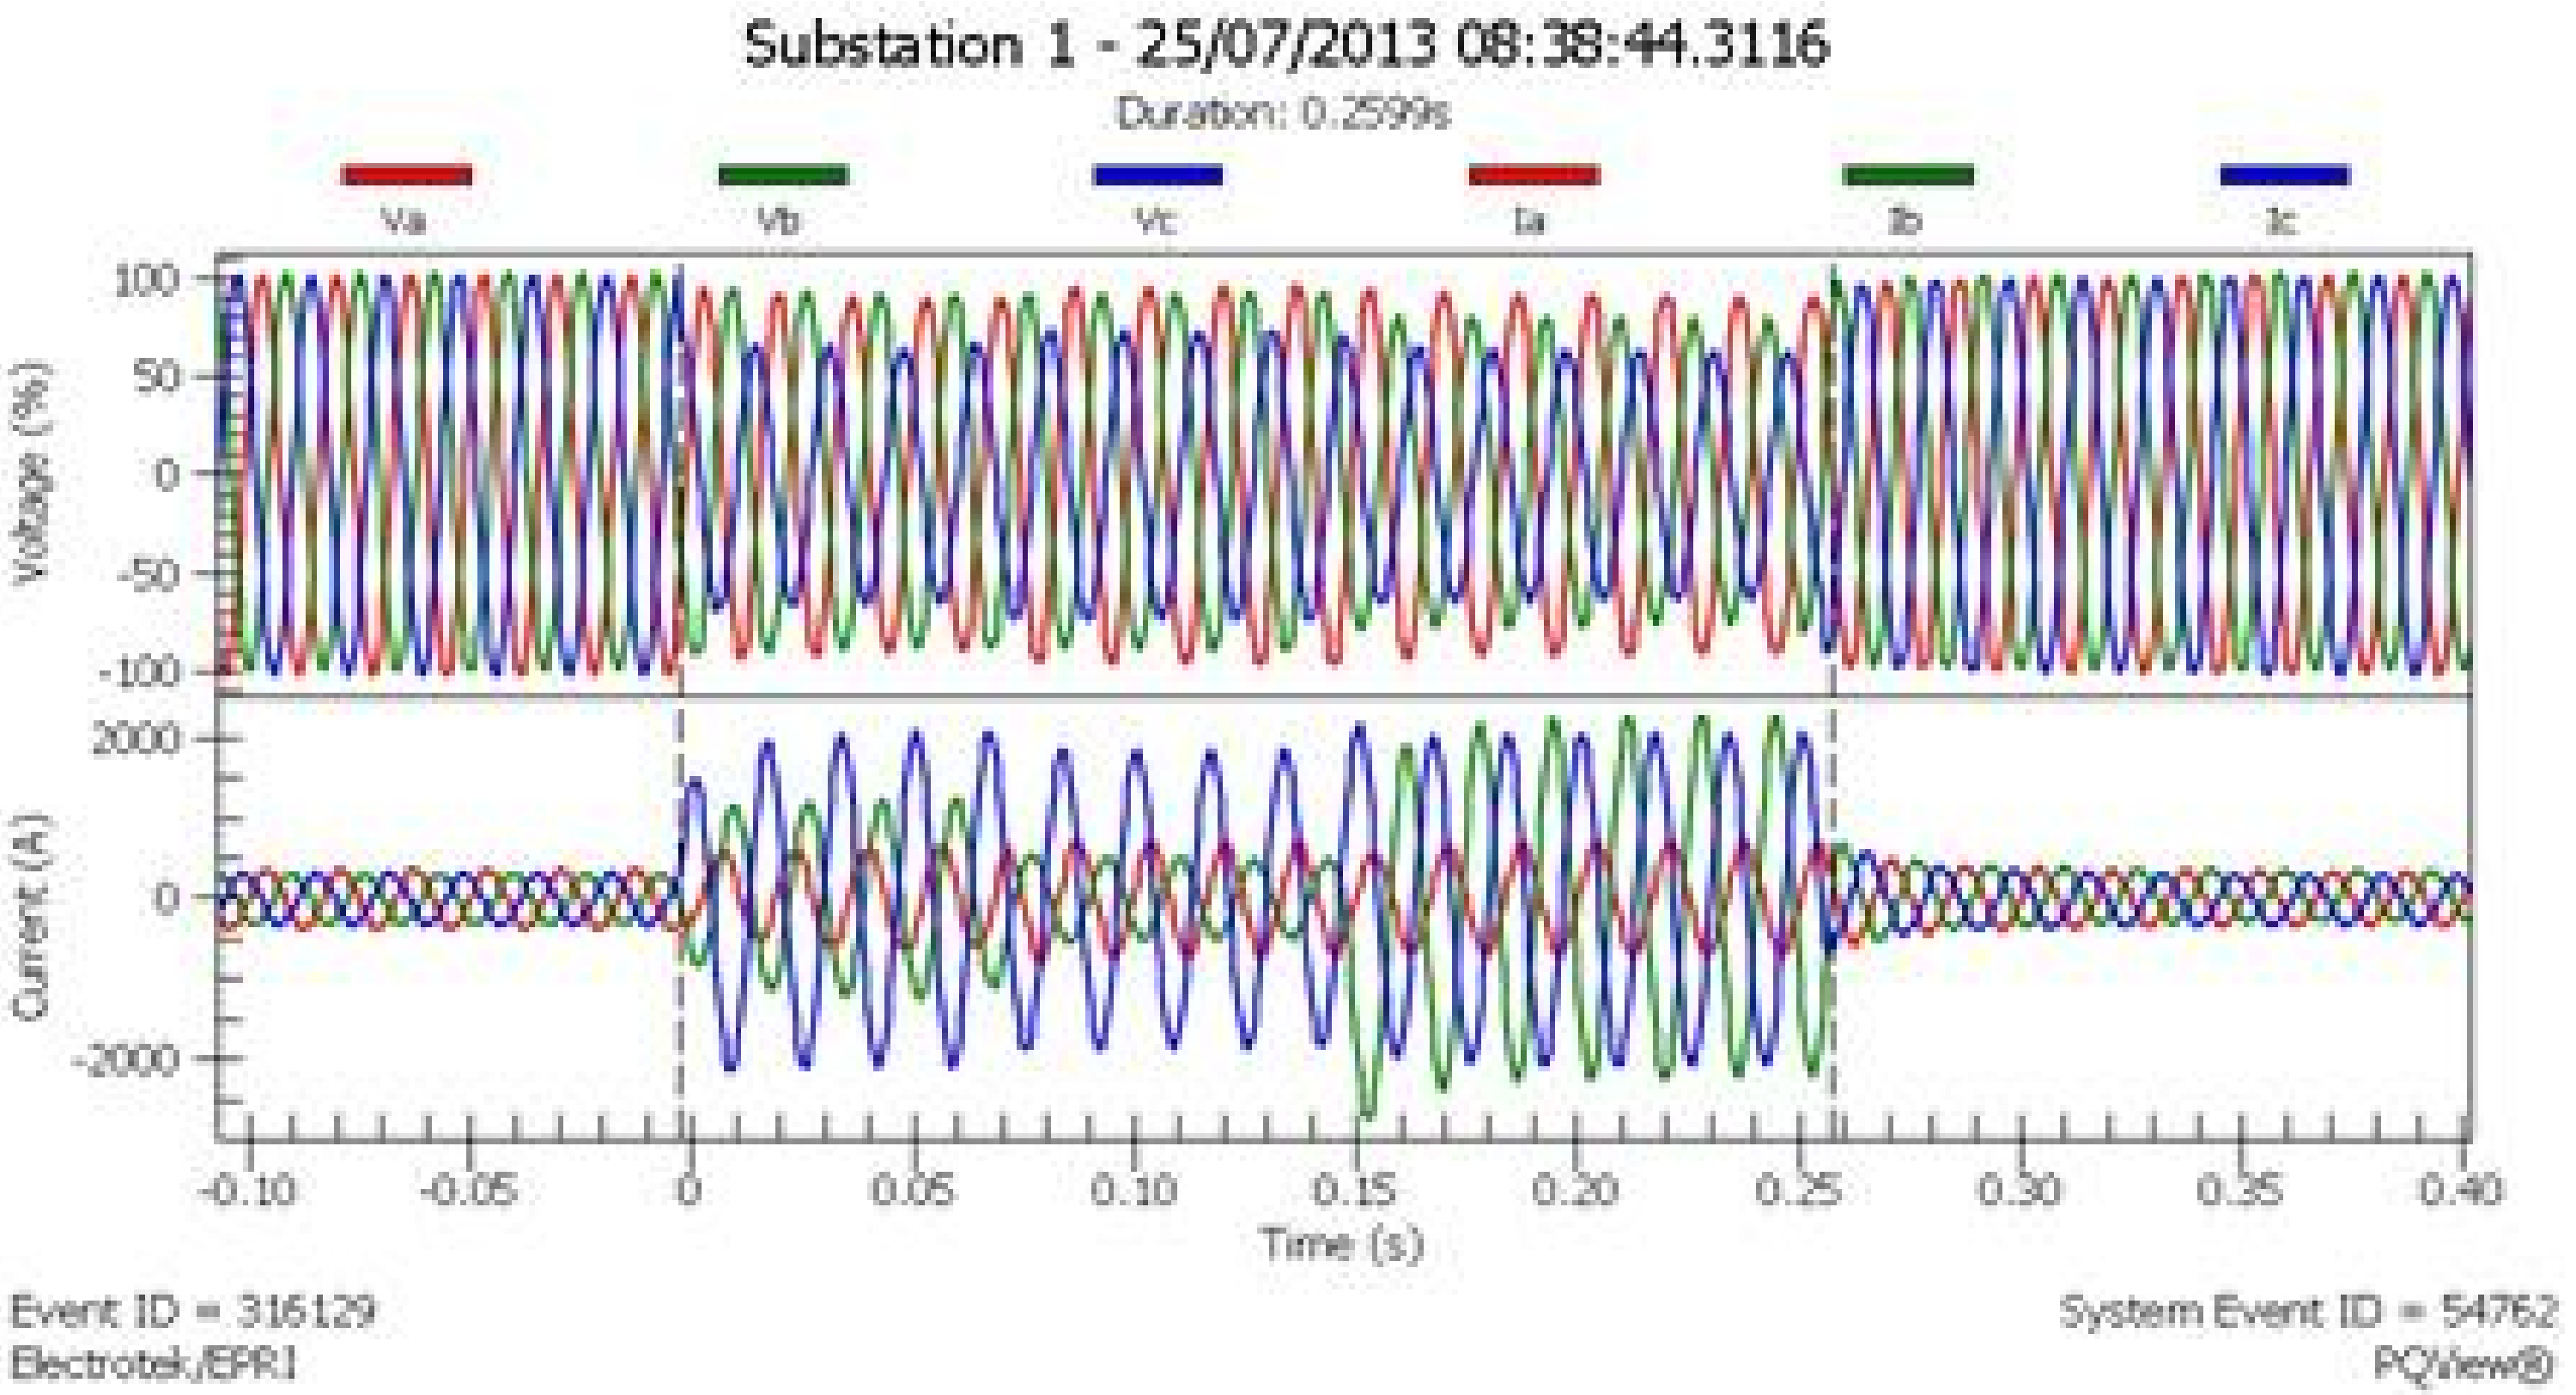 Substation 1 - 25/07/2013 08:38:44.3116
Duration: 0.2599s
Va Vb Vc Ia Ib Ic
Voltage (%)
100
50
0
-50
-100
Current (A)
2000
0
-2000
-0.10 -0.05 0 0.05 0.10 0.15 0.20 0.25 0.30 0.35 0.40
Time (s)
Event ID = 316129 System Event ID = 54762
Electrotek/EPRI PQView®